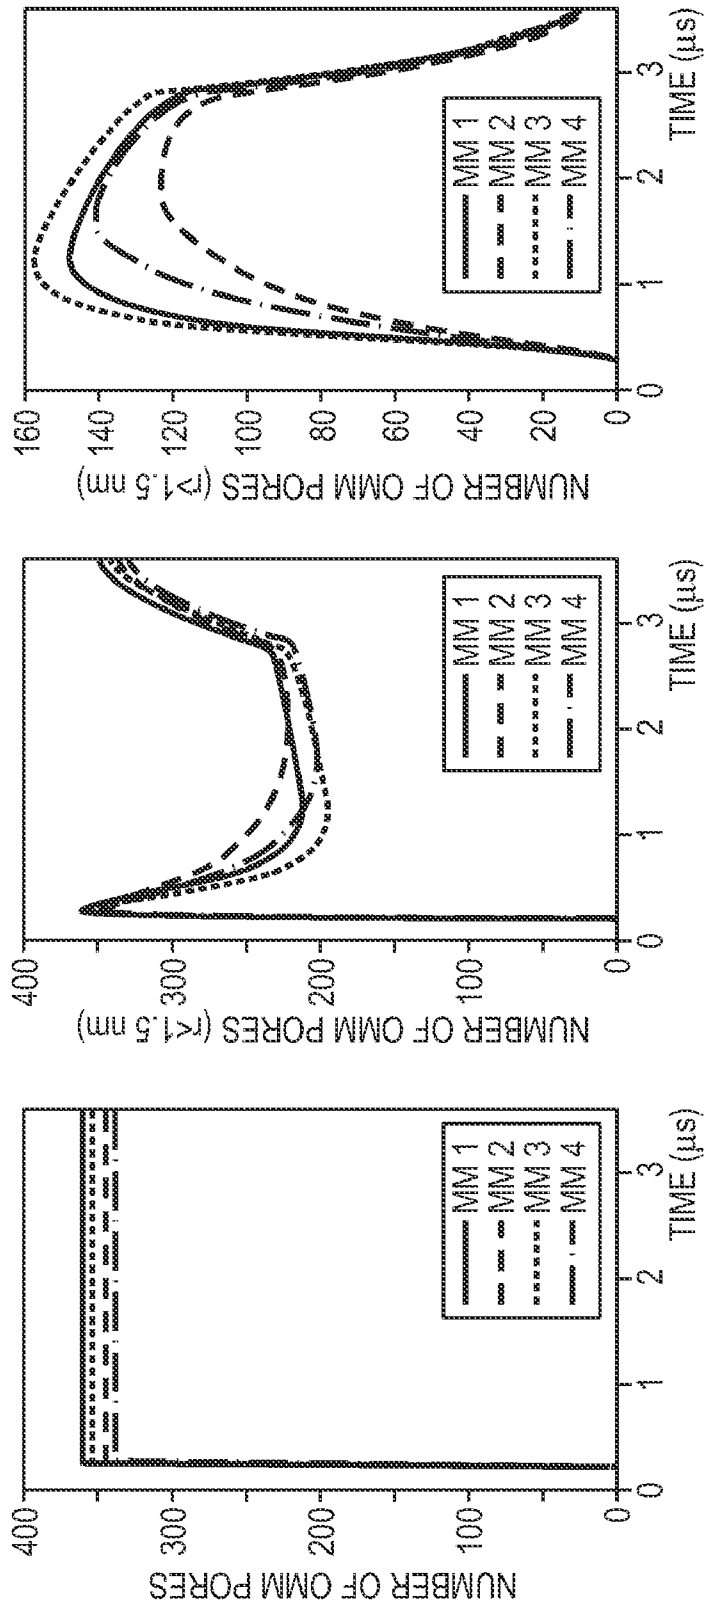 NUMBER OF OMM PORES
400
300
200
100
0
0
1
2
3
TIME (µs)
MM 1
MM 2
MM 3
MM 4
NUMBER OF OMM PORES (r<1.5 nm)
400
300
200
100
0
0
1
2
3
TIME (µs)
MM 1
MM 2
MM 3
MM 4
NUMBER OF OMM PORES (r>1.5 nm)
160
140
120
100
80
60
40
20
0
0
1
2
3
TIME (µs)
MM 1
MM 2
MM 3
MM 4